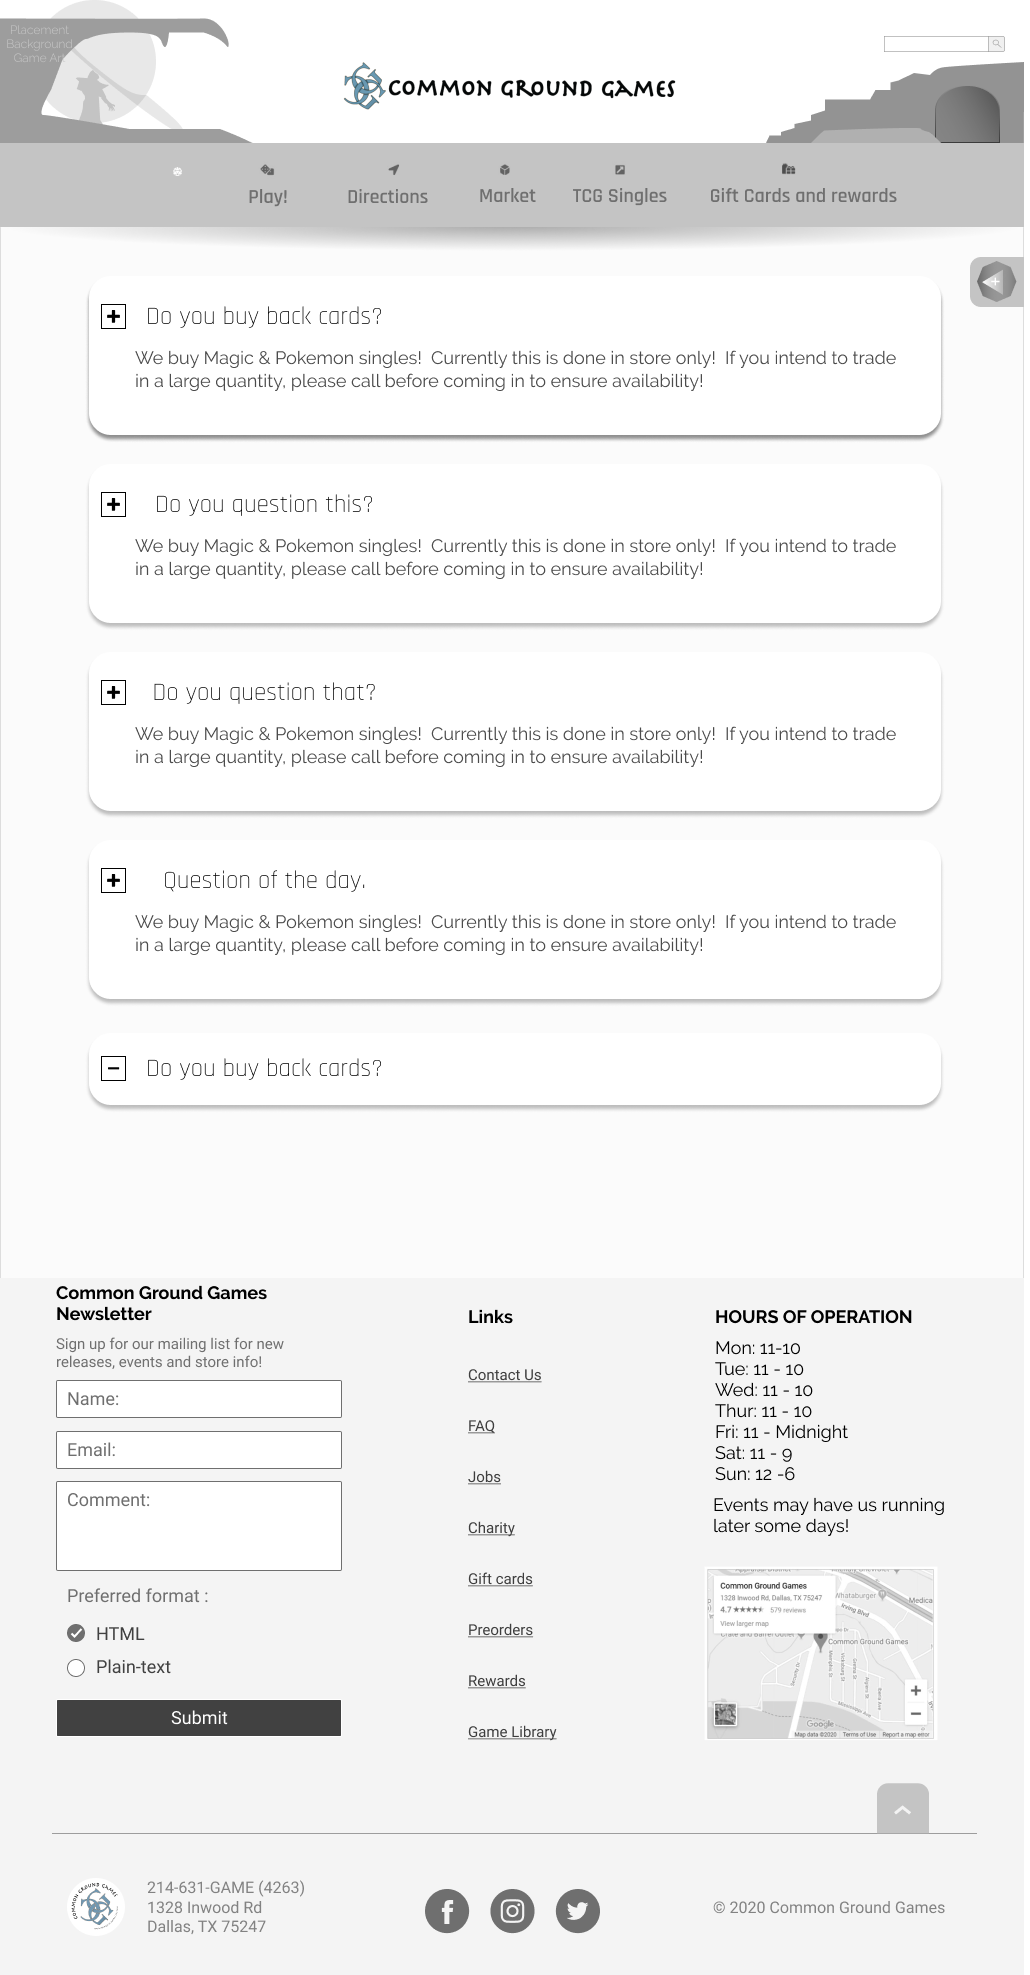 Placement
Background
Game Art
COMMON GROUND GAMES
Play!
Directions
Market
TCG Singles
Gift Cards and rewards
Do you buy back cards?
We buy Magic & Pokemon singles!  Currently this is done in store only!  If you intend to trade
in a large quantity, please call before coming in to ensure availability!
Do you question this?
We buy Magic & Pokemon singles!  Currently this is done in store only!  If you intend to trade
in a large quantity, please call before coming in to ensure availability!
Do you question that?
We buy Magic & Pokemon singles!  Currently this is done in store only!  If you intend to trade
in a large quantity, please call before coming in to ensure availability!
Question of the day.
We buy Magic & Pokemon singles!  Currently this is done in store only!  If you intend to trade
in a large quantity, please call before coming in to ensure availability!
Do you buy back cards?
Common Ground Games
Newsletter
Sign up for our mailing list for new
releases, events and store info!
Name:
Email:
Comment:
Preferred format :
HTML
Plain-text
Submit
Links
Contact Us
FAQ
Jobs
Charity
Gift cards
Preorders
Rewards
Game Library
HOURS OF OPERATION
Mon: 11-10
Tue: 11 - 10
Wed: 11 - 10
Thur: 11 - 10
Fri: 11 - Midnight
Sat: 11 - 9
Sun: 12 -6
Events may have us running
later some days!
Common Ground Games
1328 Inwood Rd, Dallas, TX 75247
4.7 579 reviews
View larger map
Whataburger
Medica
Irving Blvd
Crate and Barrel Outlet
Common Ground Games
Mississippi Ave
Google
Map data ©2020 Terms of Use Report a map error
COMMON GROUND GAMES
214-631-GAME (4263)
1328 Inwood Rd
Dallas, TX 75247
© 2020 Common Ground Games